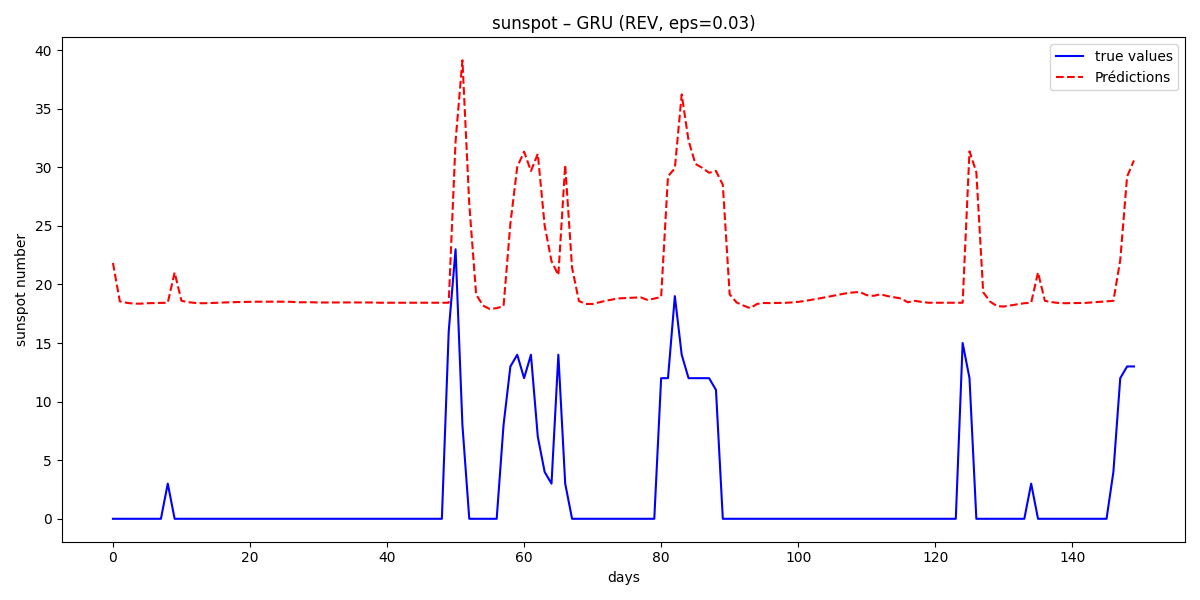 sunspot – GRU (REV, eps=0.03)
true values
Prédictions
sunspot number
40
35
30
25
20
15
10
5
0
0 20 40 60 80 100 120 140
days